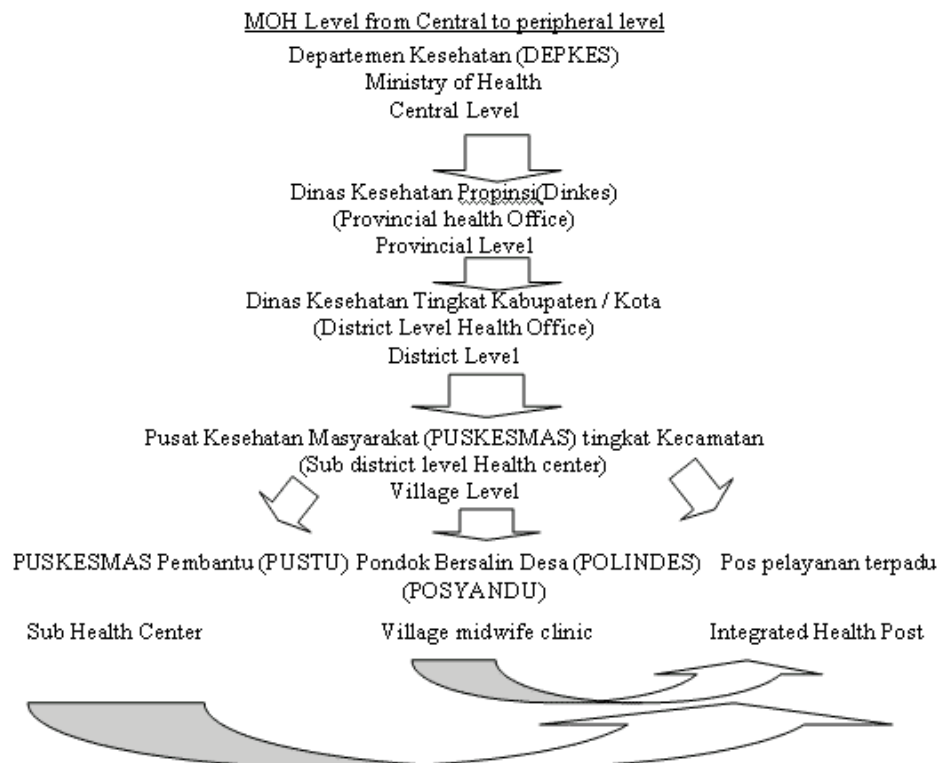 MOH Level from Central to peripheral level
Departemen Kesehatan (DEPKES)
Ministry of Health
Central Level
Dinas Kesehatan Propinsi(Dinkes)
(Provincial health Office)
Provincial Level
Dinas Kesehatan Tingkat Kabupaten / Kota
(District Level Health Office)
District Level
Pusat Kesehatan Masyarakat (PUSKESMAS) tingkat Kecamatan
(Sub district level Health center)
Village Level
PUSKESMAS Pembantu (PUSTU) Pondok Bersalin Desa (POLINDES) Pos pelayanan terpadu
(POSYANDU)
Sub Health Center Village midwife clinic Integrated Health Post